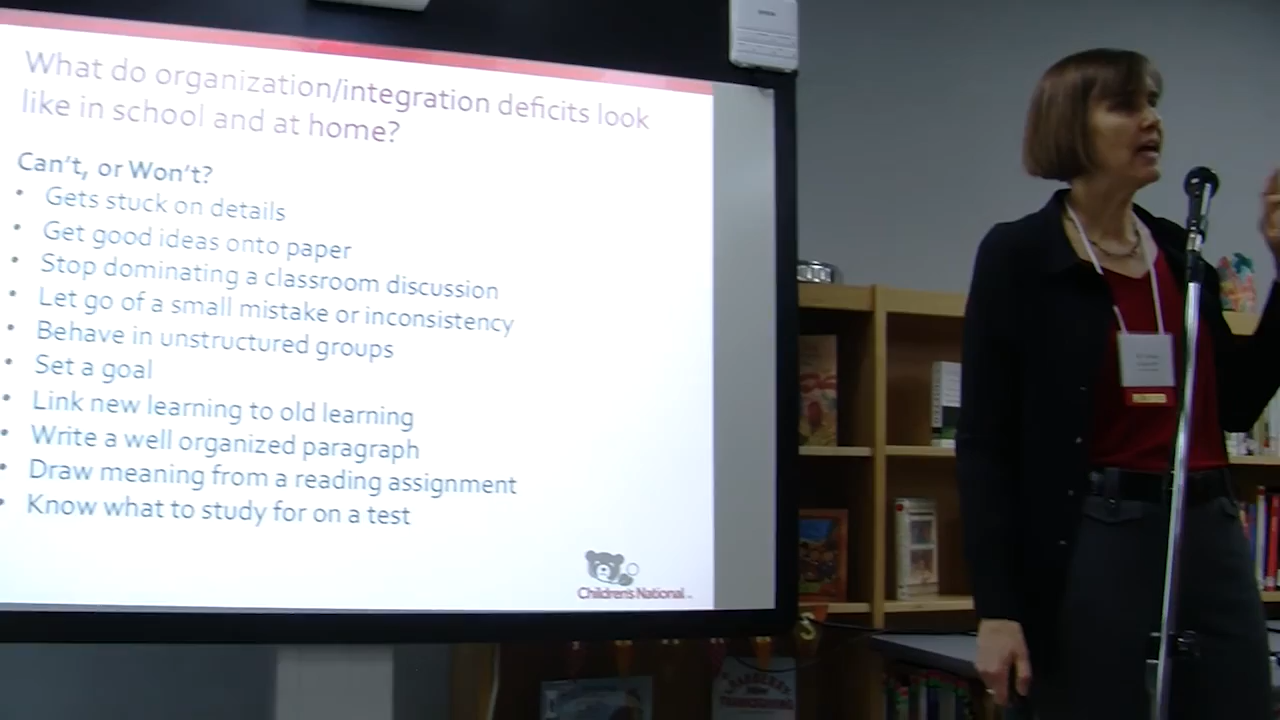 What do organization/integration deficits look
like in school and at home?
Can't, or Won't?
• Gets stuck on details
• Get good ideas onto paper
• Stop dominating a classroom discussion
• Let go of a small mistake or inconsistency
• Behave in unstructured groups
• Set a goal
• Link new learning to old learning
• Write a well organized paragraph
• Draw meaning from a reading assignment
• Know what to study for on a test
Children's National